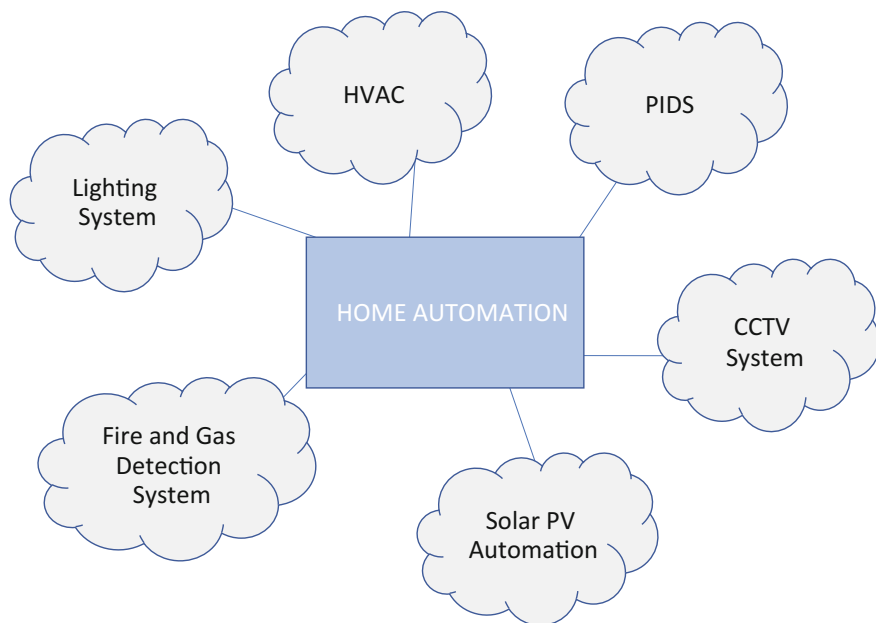 HVAC
PIDS
Lighting
System
HOME AUTOMATION
CCTV
System
Fire and Gas
Detection
System
Solar PV
Automation